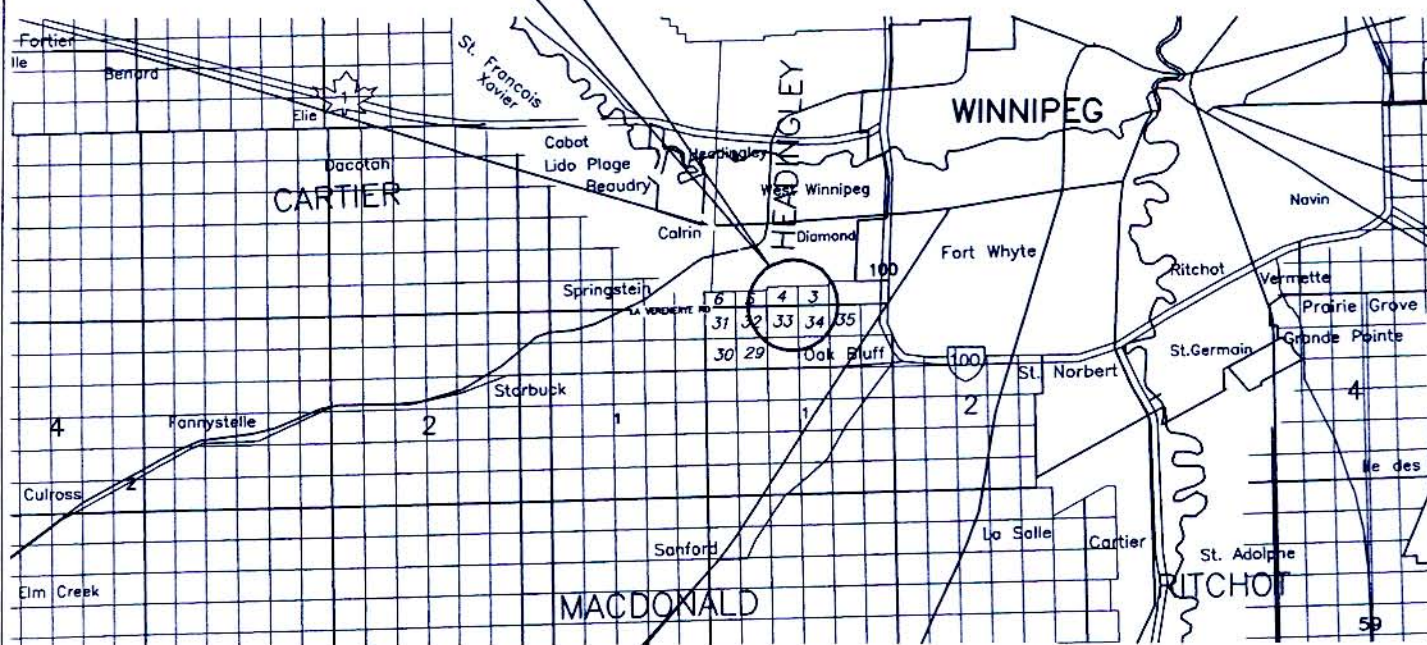 Fortier
lle
Benard
1
Elie
St. Francois
Xavier
HEADINGLEY
WINNIPEG
Cabot
Lido Plage
Beaudry
Headingley
West Winnipeg
Dacotah
CARTIER
Navin
Calrin
Diamond
100
Fort Whyte
Ritchot
Vermette
Springstein
6 5 4 3
Prairie Grove
31 32 33 34 35
30 29
Oak Bluff
100
St. Norbert
St.Germain
Grande Pointe
Starbuck
4
2
1
1
2
4
Fannystelle
Culross
2
Ile des
Sanford
La Salle
Cartier
St. Adolphe
RITCHOT
Elm Creek
MACDONALD
59